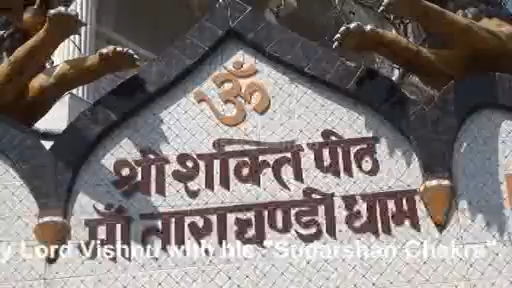 ॐ
श्री शक्ति पीठ
माँ ताराचण्डी धाम
y Lord Vishnu with his "Sudarshan Chakra".